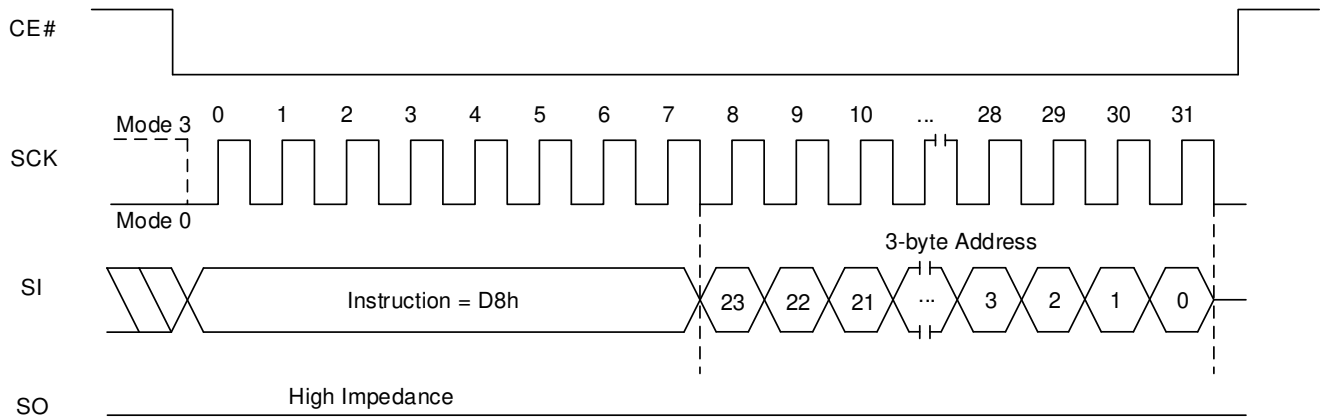 CE#
0 1 2 3 4 5 6 7 8 9 10 ... 28 29 30 31
Mode 3
SCK
Mode 0
3-byte Address
SI
Instruction = D8h
23 22 21 ... 3 2 1 0
High Impedance
SO